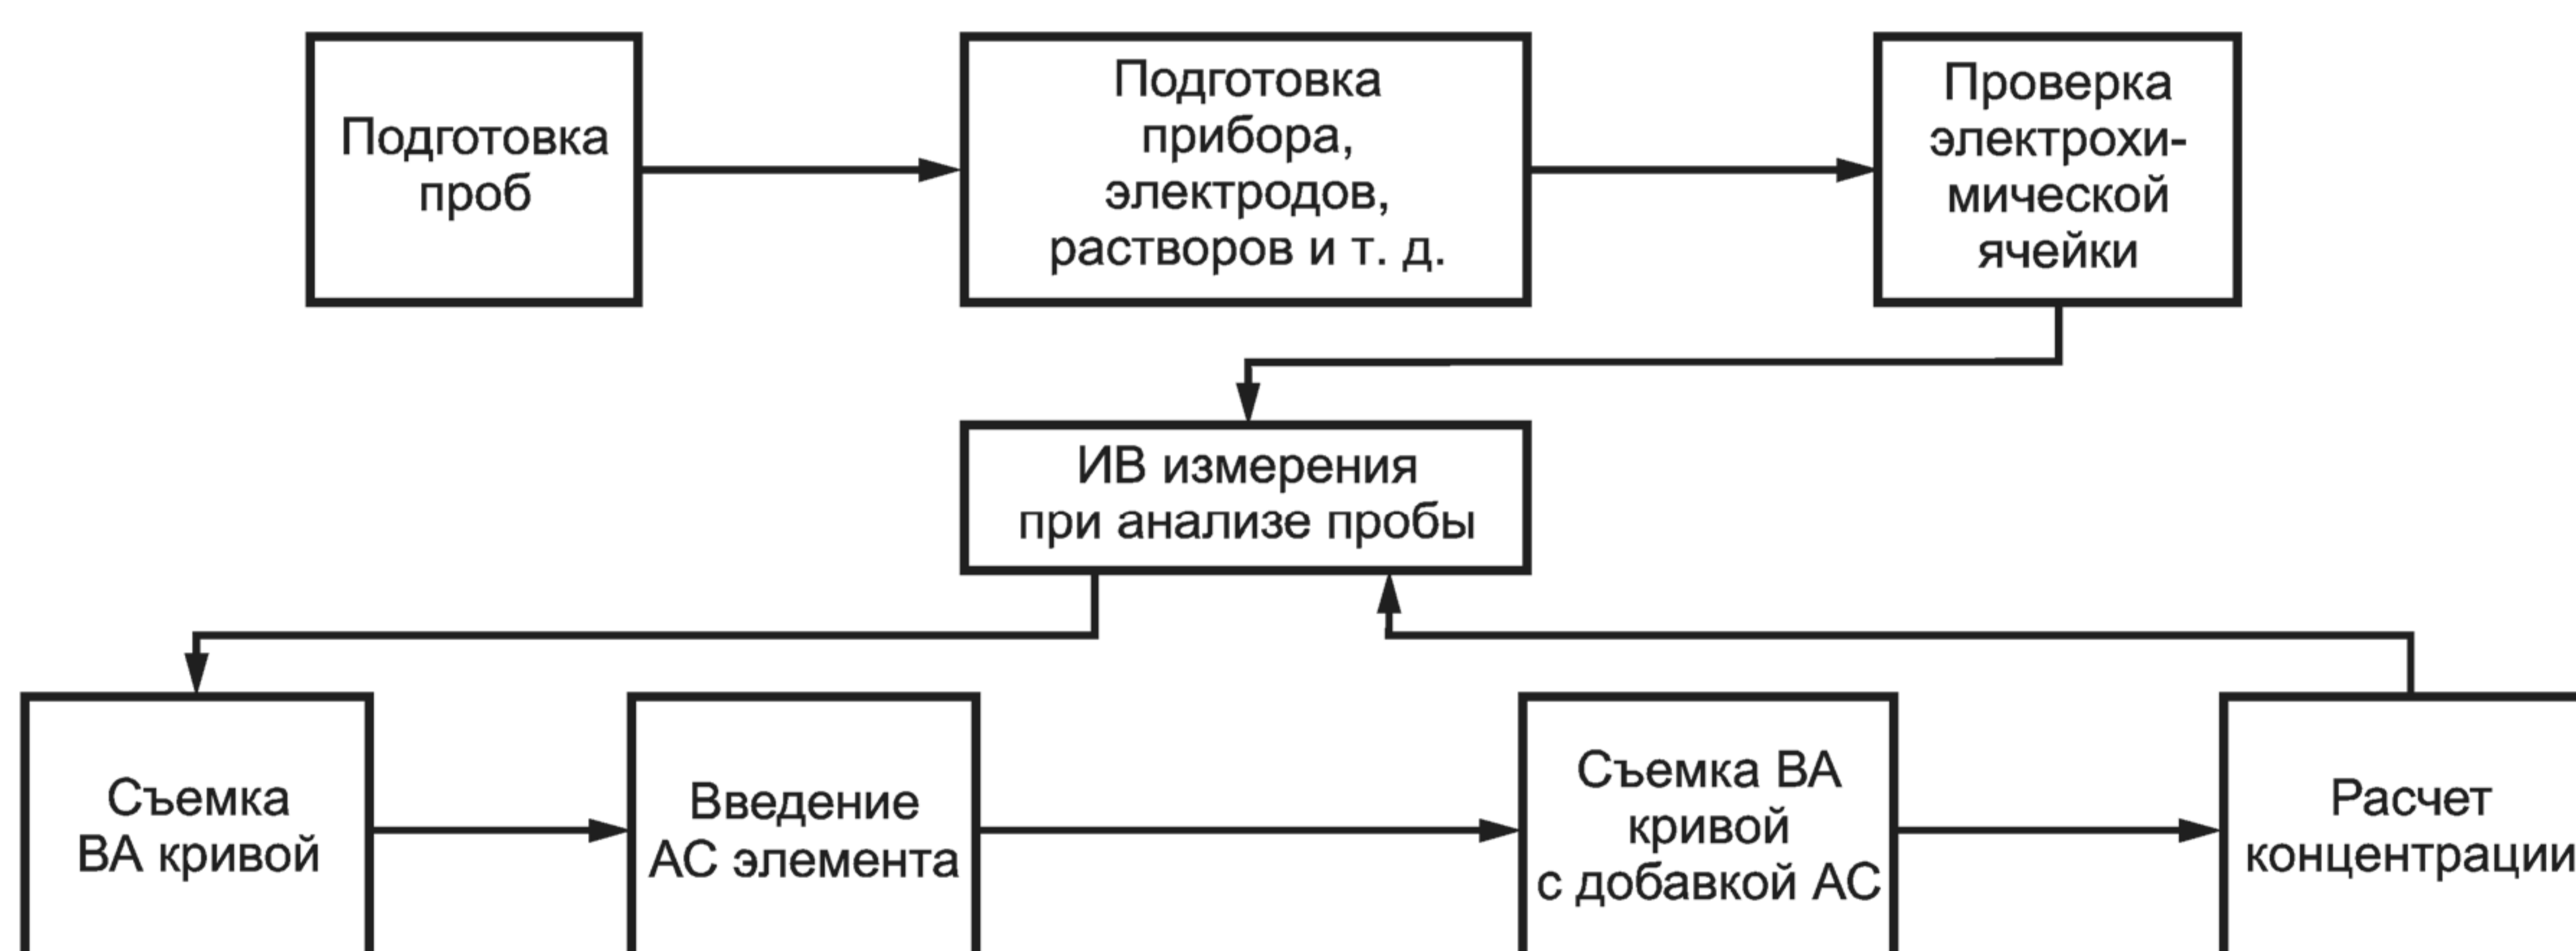 Подготовка
проб
Подготовка
прибора,
электродов,
растворов и т. д.
Проверка
электрохи-
мической
ячейки
ИВ измерения
при анализе пробы
Съемка
ВА кривой
Введение
АС элемента
Съемка ВА
кривой
с добавкой АС
Расчет
концентрации